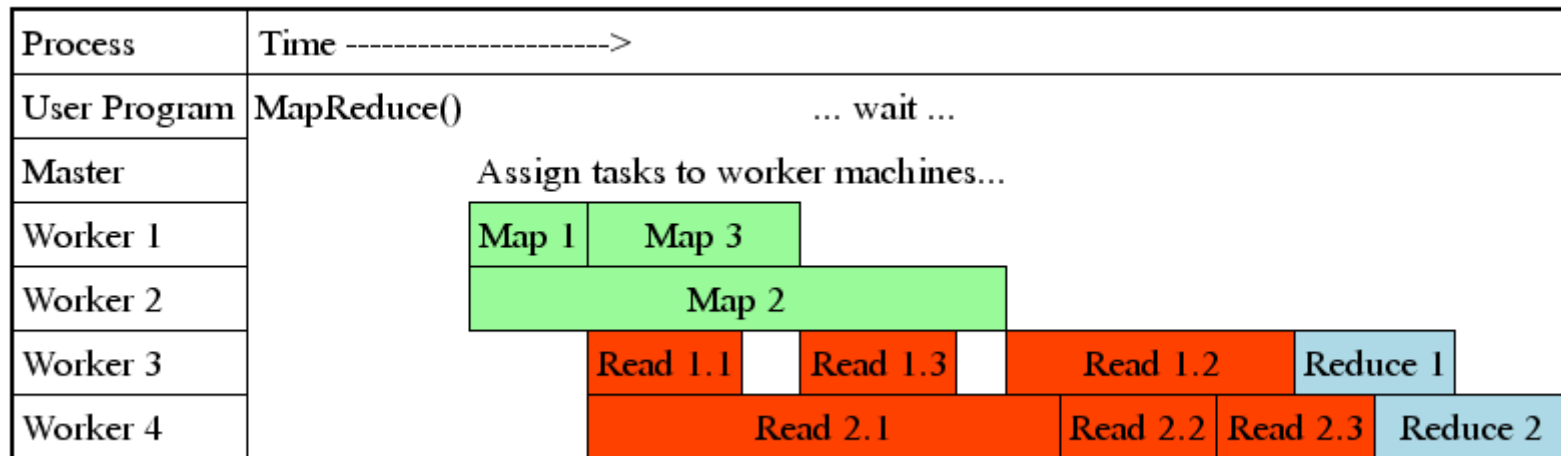 Process Time ---------------------->
User Program MapReduce() ... wait ...
Master Assign tasks to worker machines...
Worker 1 Map 1 Map 3
Worker 2 Map 2
Worker 3 Read 1.1 Read 1.3 Read 1.2 Reduce 1
Worker 4 Read 2.1 Read 2.2 Read 2.3 Reduce 2